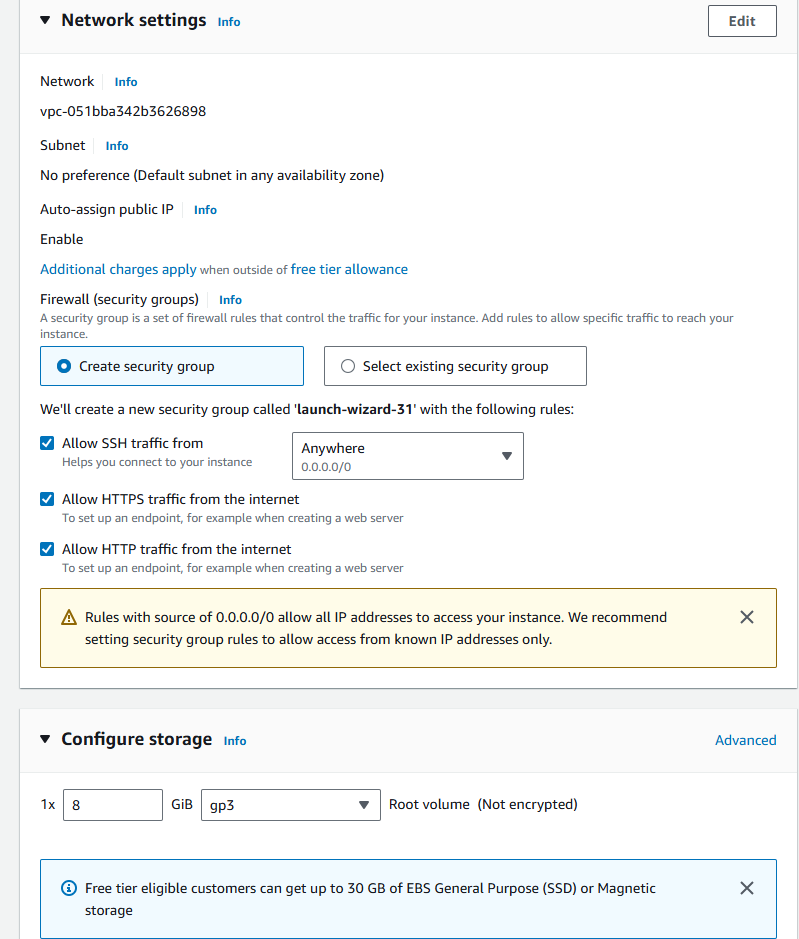 Network settings Info
Edit
Network Info
vpc-051bba342b3626898
Subnet Info
No preference (Default subnet in any availability zone)
Auto-assign public IP Info
Enable
Additional charges apply when outside of free tier allowance
Firewall (security groups) Info
A security group is a set of firewall rules that control the traffic for your instance. Add rules to allow specific traffic to reach your
instance.
Create security group
Select existing security group
We'll create a new security group called 'launch-wizard-31' with the following rules:
Allow SSH traffic from
Helps you connect to your instance
Anywhere
0.0.0.0/0
Allow HTTPS traffic from the internet
To set up an endpoint, for example when creating a web server
Allow HTTP traffic from the internet
To set up an endpoint, for example when creating a web server
Rules with source of 0.0.0.0/0 allow all IP addresses to access your instance. We recommend
setting security group rules to allow access from known IP addresses only.
Configure storage Info
Advanced
1x 8 GiB gp3 Root volume (Not encrypted)
Free tier eligible customers can get up to 30 GB of EBS General Purpose (SSD) or Magnetic
storage